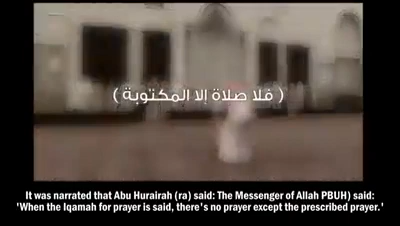 ( فلا صلاة إلا المكتوبة )
It was narrated that Abu Hurairah (ra) said: The Messenger of Allah PBUH) said:
'When the Iqamah for prayer is said, there's no prayer except the prescribed prayer.'